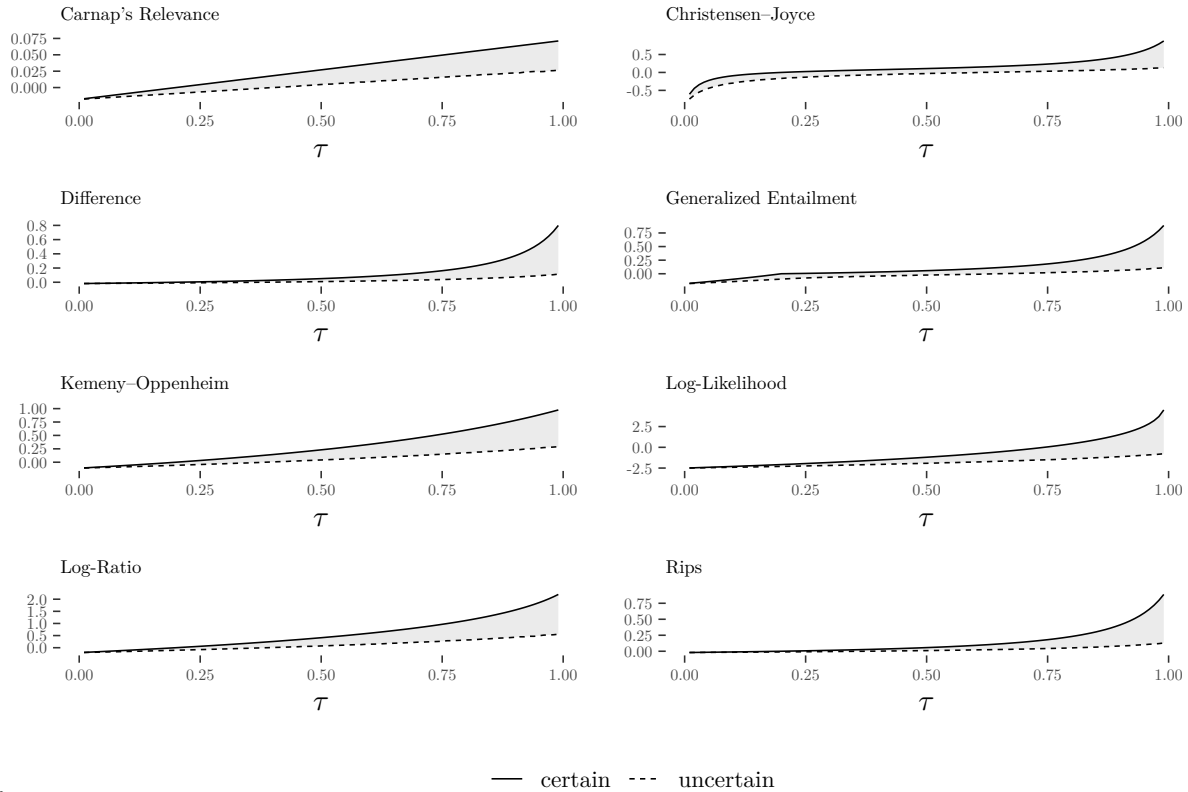 Carnap's Relevance
0.075
0.050
0.025
0.000
0.00 0.25 0.50 0.75 1.00
τ
Christensen–Joyce
0.5
0.0
-0.5
0.00 0.25 0.50 0.75 1.00
τ
Difference
0.8
0.6
0.4
0.2
0.0
0.00 0.25 0.50 0.75 1.00
τ
Generalized Entailment
0.75
0.50
0.25
0.00
0.00 0.25 0.50 0.75 1.00
τ
Kemeny–Oppenheim
1.00
0.75
0.50
0.25
0.00
0.00 0.25 0.50 0.75 1.00
τ
Log-Likelihood
2.5
0.0
-2.5
0.00 0.25 0.50 0.75 1.00
τ
Log-Ratio
2.0
1.5
1.0
0.5
0.0
0.00 0.25 0.50 0.75 1.00
τ
Rips
0.75
0.50
0.25
0.00
0.00 0.25 0.50 0.75 1.00
τ
certain uncertain